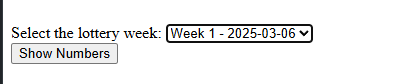 Select the lottery week: Week 1 - 2025-03-06
Show Numbers